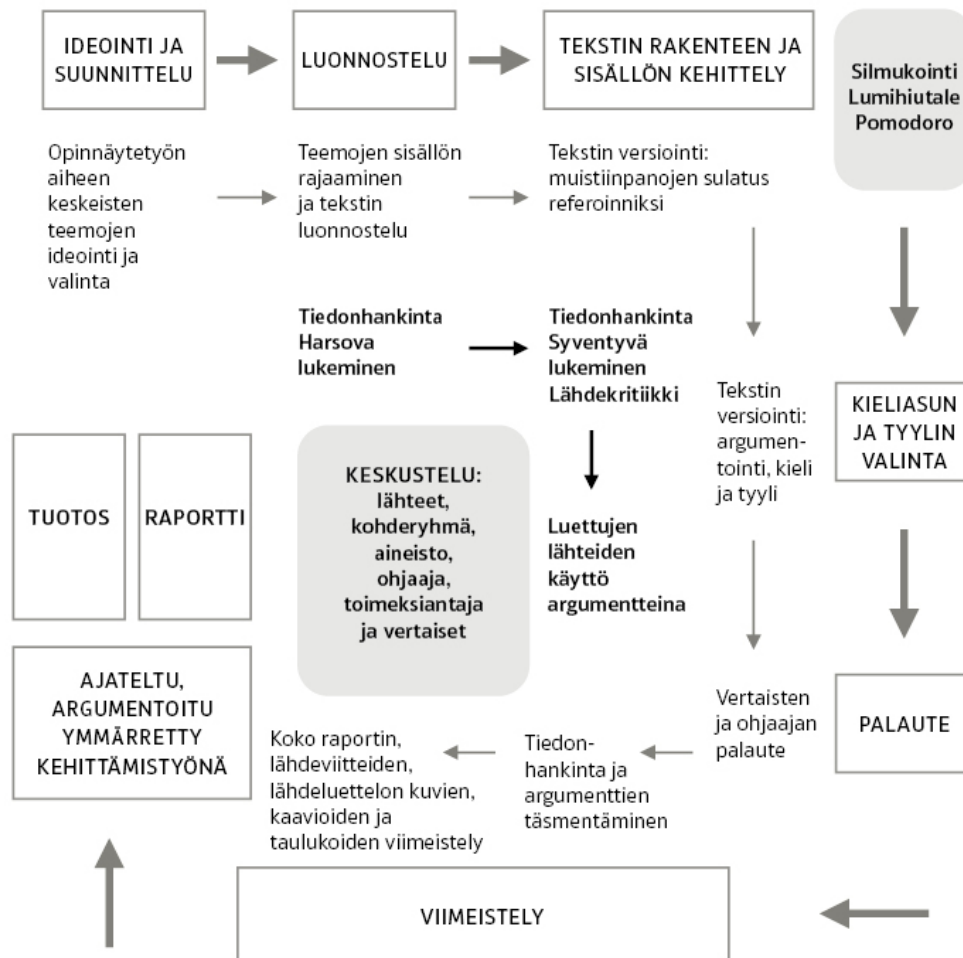 IDEOINTI JA
SUUNNITTELU
LUONNOSTELU
TEKSTIN RAKENTEEN JA
SISÄLLÖN KEHITTELY
Silmukointi
Lumihiutale
Pomodoro
Opinnäytetyön
aiheen
keskeisten
teemojen
ideointi ja
valinta
Teemojen sisällön
rajaaminen
ja tekstin
luonnostelu
Tekstin versiointi:
muistiinpanojen sulatus
referoinniksi
Tiedonhankinta
Harsova
lukeminen
Tiedonhankinta
Syventyvä
lukeminen
Lähdekritiikki
Tekstin
versiointi:
argumen-
tointi, kieli
ja tyyli
KIELIASUN
JA TYYLIN
VALINTA
TUOTOS
RAPORTTI
KESKUSTELU:
lähteet,
kohderyhmä,
aineisto,
ohjaaja,
toimeksiantaja
ja vertaiset
Luettujen
lähteiden
käyttö
argumentteina
AJATELTU,
ARGUMENTOITU
YMMÄRRETTY
KEHITTÄMISTYÖNÄ
Koko raportin,
lähdeviitteiden,
lähdeluettelon kuvien,
kaavioiden ja
taulukoiden viimeistely
Tiedon-
hankinta ja
argumenttien
täsmentäminen
Vertaisten
ja ohjaajan
palaute
PALAUTE
VIIMEISTELY